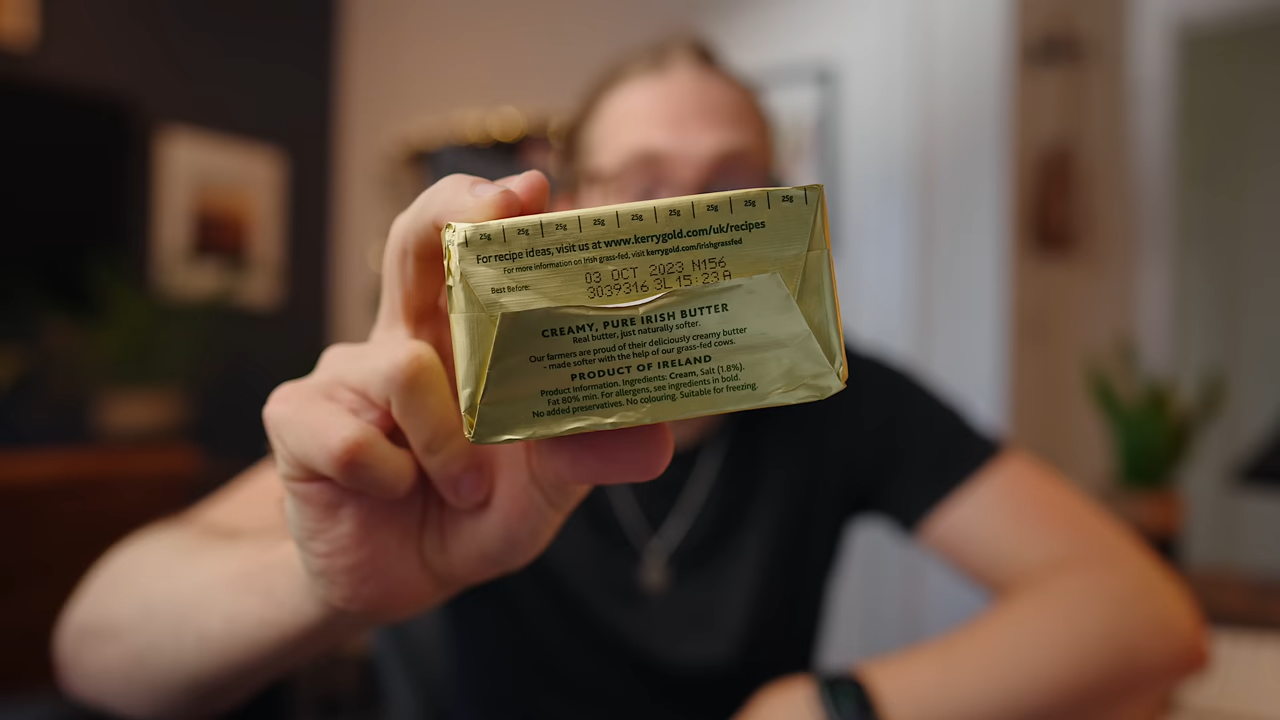 25g 25g 25g 25g 25g 25g 25g 25g 25g
For recipe ideas, visit us at www.kerrygold.com/uk/recipes
For more information on Irish grass-fed, visit kerrygold.com/irishgrassfed
03 OCT 2023 N156
Best Before: 3039316 3L 15:23 A
CREAMY, PURE IRISH BUTTER
Real butter, just naturally softer.
Our farmers are proud of their deliciously creamy butter
- made softer with the help of our grass-fed cows.
PRODUCT OF IRELAND
Product Information. Ingredients: Cream, Salt (1.8%).
Fat 80% min. For allergens, see ingredients in bold.
No added preservatives. No colouring. Suitable for freezing.